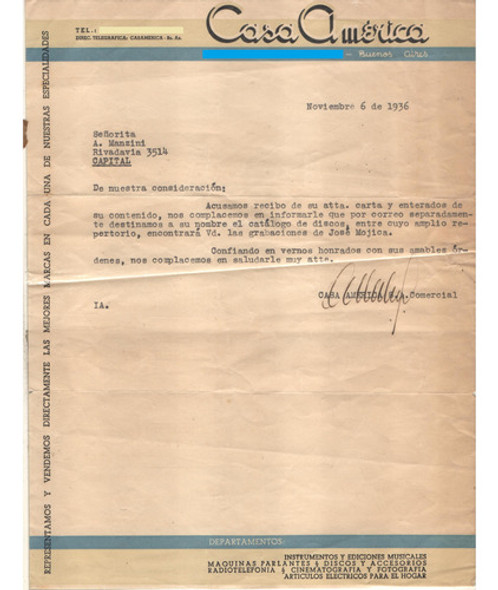 TEL.:
DIREC. TELEGRAFICA: CASAMERICA - Bs. As.
Casa América
- Buenos Aires
Noviembre 6 de 1936
Señorita
A. Manzini
Rivadavia 3514
CAPITAL
De nuestra consideración:
Acusamos recibo de su atta. carta y enterados de
su contenido, nos complacemos en informarle que por correo separadamen-
te destinamos a su nombre el catálogo de discos, entre cuyo amplio re-
pertorio, encontrará Vd. las grabaciones de José Mojica.
Confiando en vernos honrados con sus amables ór-
denes, nos complacemos en saludarle muy atte.
CASA AMERICA
.Comercial
IA.
REPRESENTAMOS Y VENDEMOS DIRECTAMENTE LAS MEJORES MARCAS EN CADA UNA DE NUESTRAS ESPECIALIDADES
DEPARTAMENTOS:
INSTRUMENTOS Y EDICIONES MUSICALES
MAQUINAS PARLANTES § DISCOS Y ACCESORIOS
RADIOTELEFONIA § CINEMATOGRAFIA Y FOTOGRAFIA
ARTICULOS ELECTRICOS PARA EL HOGAR